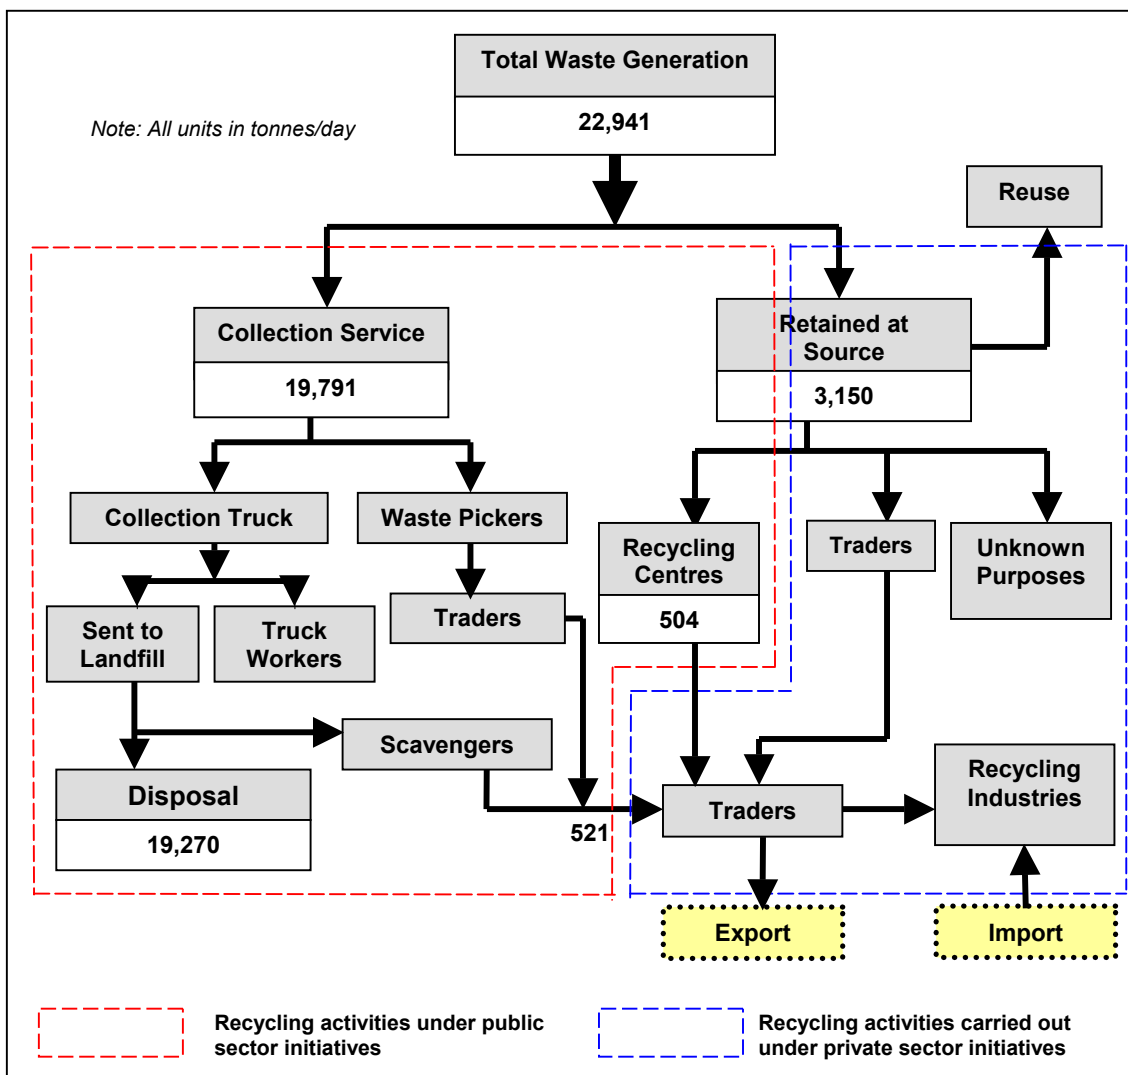 Total Waste Generation
22,941
Note: All units in tonnes/day
Reuse
Collection Service
19,791
Retained at
Source
3,150
Collection Truck
Waste Pickers
Recycling
Centres
504
Traders
Unknown
Purposes
Sent to
Landfill
Truck
Workers
Traders
Scavengers
Disposal
19,270
521
Traders
Recycling
Industries
Export
Import
Recycling activities under public
sector initiatives
Recycling activities carried out
under private sector initiatives